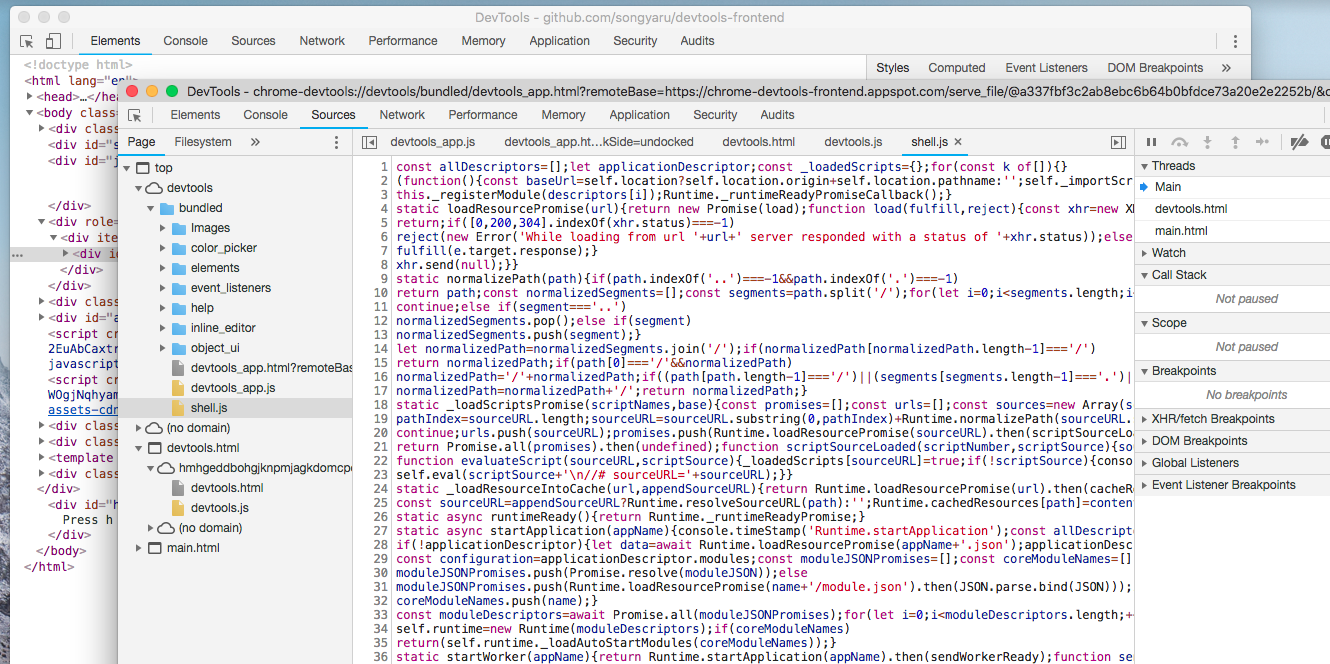 DevTools - github.com/songyaru/devtools-frontend
Elements Console Sources Network Performance Memory Application Security Audits
<!doctype html>
<html lang="en">
<head>…</hea
<body class=
<div clas
<div id="s
<div id="j
</div>
<div role=
<div ite
<div i
</div>
</div>
<div clas
<div id="a
<script cr
2EuAbCaxtr
javascript
<script cr
WOgjNqhyam
assets-cdn
<div clas
<div clas
<template
<div clas
</div>
<div id="h
Press h
</div>
</body>
</html>
Styles Computed Event Listeners DOM Breakpoints »
DevTools - chrome-devtools://devtools/bundled/devtools_app.html?remoteBase=https://chrome-devtools-frontend.appspot.com/serve_file/@a337fbf3c2ab8ebc6b64b0bfdce73a20e2e2252b/&c
Elements Console Sources Network Performance Memory Application Security Audits
Page Filesystem »
top
devtools
bundled
Images
color_picker
elements
event_listeners
help
inline_editor
object_ui
devtools_app.html?remoteBas
devtools_app.js
shell.js
(no domain)
devtools.html
hmhgeddbohgjknpmjagkdomcpo
devtools.html
devtools.js
(no domain)
main.html
devtools_app.js devtools_app.ht...kSide=undocked devtools.html devtools.js shell.js ×
1 const allDescriptors=[];let applicationDescriptor;const _loadedScripts={};for(const k of[]){}
2 (function(){const baseUrl=self.location?self.location.origin+self.location.pathname:'';self._importScr
3 this._registerModule(descriptors[i]);Runtime._runtimeReadyPromiseCallback();}
4 static loadResourcePromise(url){return new Promise(load);function load(fulfill,reject){const xhr=new X
5 return;if([0,200,304].indexOf(xhr.status)===-1)
6 reject(new Error('While loading from url '+url+' server responded with a status of '+xhr.status));else
7 fulfill(e.target.response);}
8 xhr.send(null);}}
9 static normalizePath(path){if(path.indexOf('..')===-1&&path.indexOf('.')===-1)
10 return path;const normalizedSegments=[];const segments=path.split('/');for(let i=0;i<segments.length;i
11 continue;else if(segment==='..')
12 normalizedSegments.pop();else if(segment)
13 normalizedSegments.push(segment);}
14 let normalizedPath=normalizedSegments.join('/');if(normalizedPath[normalizedPath.length-1]==='/')
15 return normalizedPath;if(path[0]==='/'&&normalizedPath)
16 normalizedPath='/'+normalizedPath;if((path[path.length-1]==='/')||(segments[segments.length-1]==='.')||
17 normalizedPath=normalizedPath+'/';return normalizedPath;}
18 static _loadScriptsPromise(scriptNames,base){const promises=[];const urls=[];const sources=new Array(s
19 pathIndex=sourceURL.length;sourceURL=sourceURL.substring(0,pathIndex)+Runtime.normalizePath(sourceURL.
20 continue;urls.push(sourceURL);promises.push(Runtime.loadResourcePromise(sourceURL).then(scriptSourceLoa
21 return Promise.all(promises).then(undefined);function scriptSourceLoaded(scriptNumber,scriptSource){so
22 function evaluateScript(sourceURL,scriptSource){_loadedScripts[sourceURL]=true;if(!scriptSource){conso
23 self.eval(scriptSource+'\n//# sourceURL='+sourceURL);}}
24 static _loadResourceIntoCache(url,appendSourceURL){return Runtime.loadResourcePromise(url).then(cacheR
25 const sourceURL=appendSourceURL?Runtime.resolveSourceURL(path):'';Runtime.cachedResources[path]=conten
26 static async runtimeReady(){return Runtime._runtimeReadyPromise;}
27 static async startApplication(appName){console.timeStamp('Runtime.startApplication');const allDescript
28 if(!applicationDescriptor){let data=await Runtime.loadResourcePromise(appName+'.json');applicationDesc
29 const configuration=applicationDescriptor.modules;const moduleJSONPromises=[];const coreModuleNames=[]
30 moduleJSONPromises.push(Promise.resolve(moduleJSON));else
31 moduleJSONPromises.push(Runtime.loadResourcePromise(name+'/module.json').then(JSON.parse.bind(JSON)));
32 coreModuleNames.push(name);}
33 const moduleDescriptors=await Promise.all(moduleJSONPromises);for(let i=0;i<moduleDescriptors.length;+
34 self.runtime=new Runtime(moduleDescriptors);if(coreModuleNames)
35 return(self.runtime._loadAutoStartModules(coreModuleNames));}
36 static startWorker(appName){return Runtime.startApplication(appName).then(sendWorkerReady);function se
Threads
Main
devtools.html
main.html
Watch
Call Stack
Not paused
Scope
Not paused
Breakpoints
No breakpoints
XHR/fetch Breakpoints
DOM Breakpoints
Global Listeners
Event Listener Breakpoints